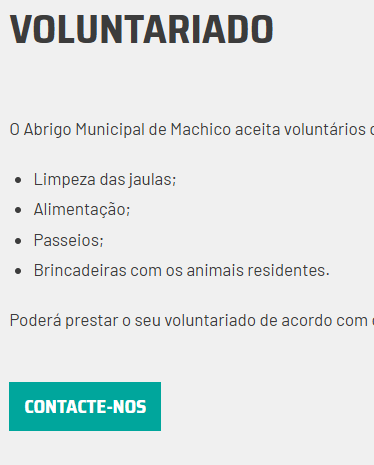 VOLUNTARIADO
O Abrigo Municipal de Machico aceita voluntários
Limpeza das jaulas;
Alimentação;
Passeios;
Brincadeiras com os animais residentes.
Poderá prestar o seu voluntariado de acordo com
CONTACTE-NOS